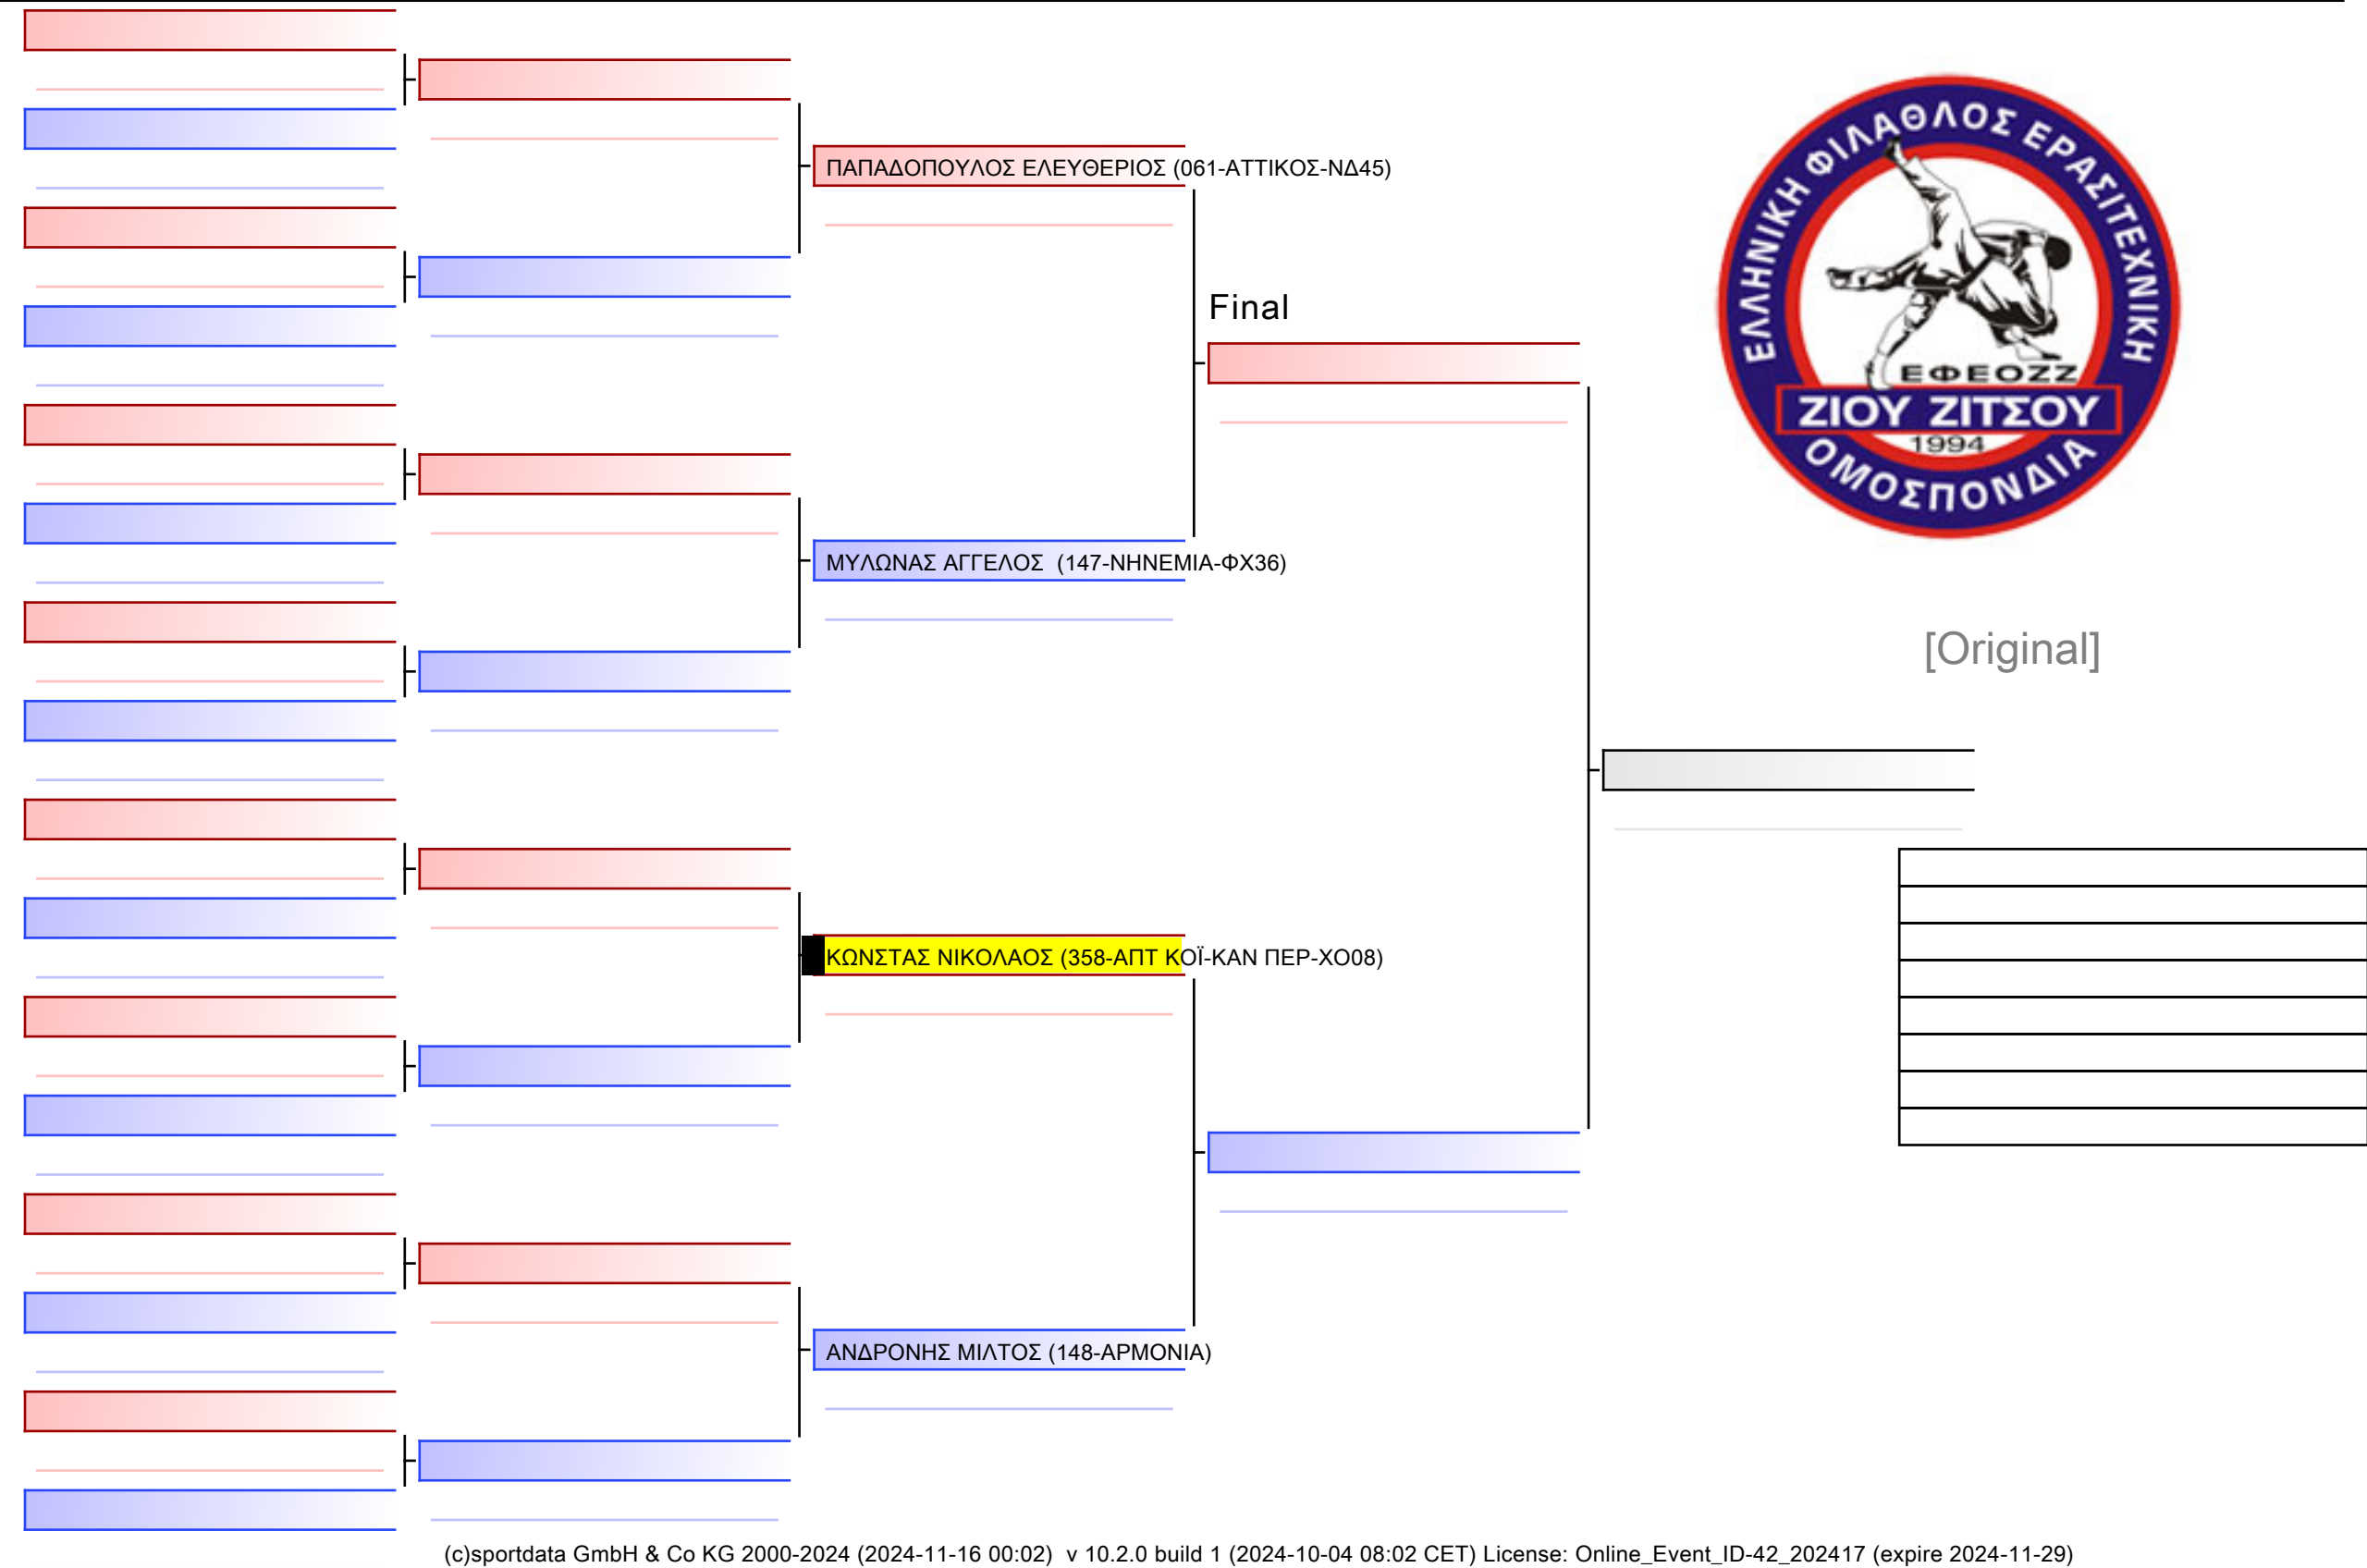 ΠΑΠΑΔΟΠΟΥΛΟΣ ΕΛΕΥΘΕΡΙΟΣ (061-ΑΤΤΙΚΟΣ-ΝΔ45)
Final
ΜΥΛΩΝΑΣ ΑΓΓΕΛΟΣ  (147-ΝΗΝΕΜΙΑ-ΦΧ36)
ΚΩΝΣΤΑΣ ΝΙΚΟΛΑΟΣ (358-ΑΠΤ ΚΟΪ-ΚΑΝ ΠΕΡ-ΧΟ08)
ΑΝΔΡΟΝΗΣ ΜΙΛΤΟΣ (148-ΑΡΜΟΝΙΑ)
ΕΛΛΗΝΙΚΗ ΦΙΛΑΘΛΟΣ ΕΡΑΣΙΤΕΧΝΙΚΗ
ΕΦΕΟΖΖ
ΖΙΟΥ ΖΙΤΣΟΥ
1994
ΟΜΟΣΠΟΝΔΙΑ
[Original]
(c)sportdata GmbH & Co KG 2000-2024 (2024-11-16 00:02)  v 10.2.0 build 1 (2024-10-04 08:02 CET) License: Online_Event_ID-42_202417 (expire 2024-11-29)